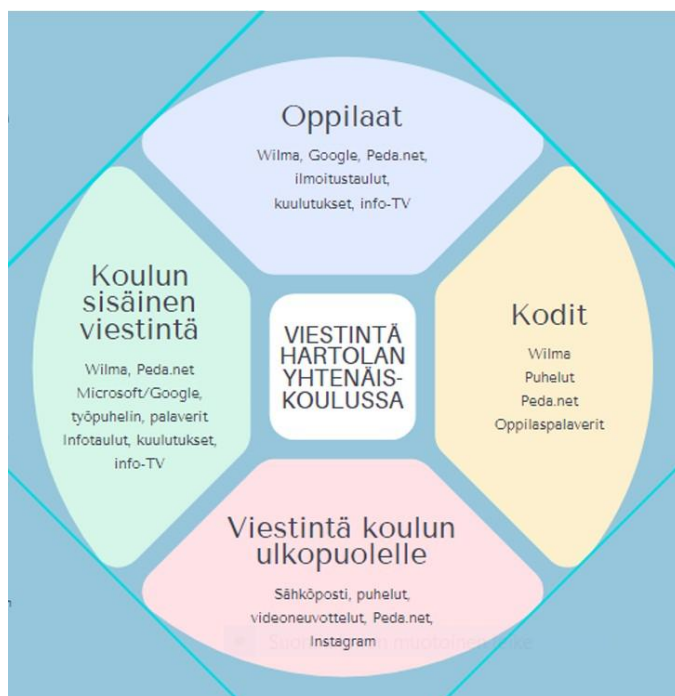 Oppilaat
Wilma, Google, Peda.net,
ilmoitustaulut,
kuulutukset, info-TV
Koulun
sisäinen
viestintä
Wilma, Peda.net
Microsoft/Google,
työpuhelin, palaverit
Infotaulut, kuulutukset,
info-TV
VIESTINTÄ
HARTOLAN
YHTENÄIS-
KOULUSSA
Kodit
Wilma
Puhelut
Peda.net
Oppilaspalaverit
Viestintä koulun
ulkopuolelle
Sähköposti, puhelut,
videoneuvottelut, Peda.net,
Instagram